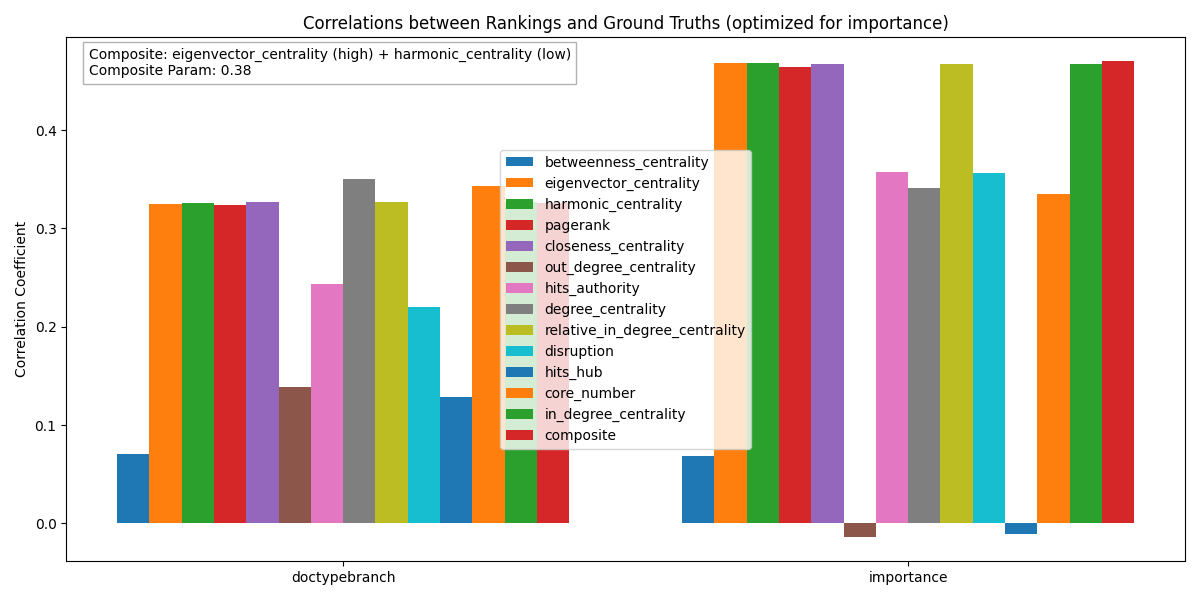 Correlations between Rankings and Ground Truths (optimized for importance)
Composite: eigenvector_centrality (high) + harmonic_centrality (low)
Composite Param: 0.38
Correlation Coefficient
0.4
0.3
0.2
0.1
0.0
betweenness_centrality
eigenvector_centrality
harmonic_centrality
pagerank
closeness_centrality
out_degree_centrality
hits_authority
degree_centrality
relative_in_degree_centrality
disruption
hits_hub
core_number
in_degree_centrality
composite
doctypebranch
importance